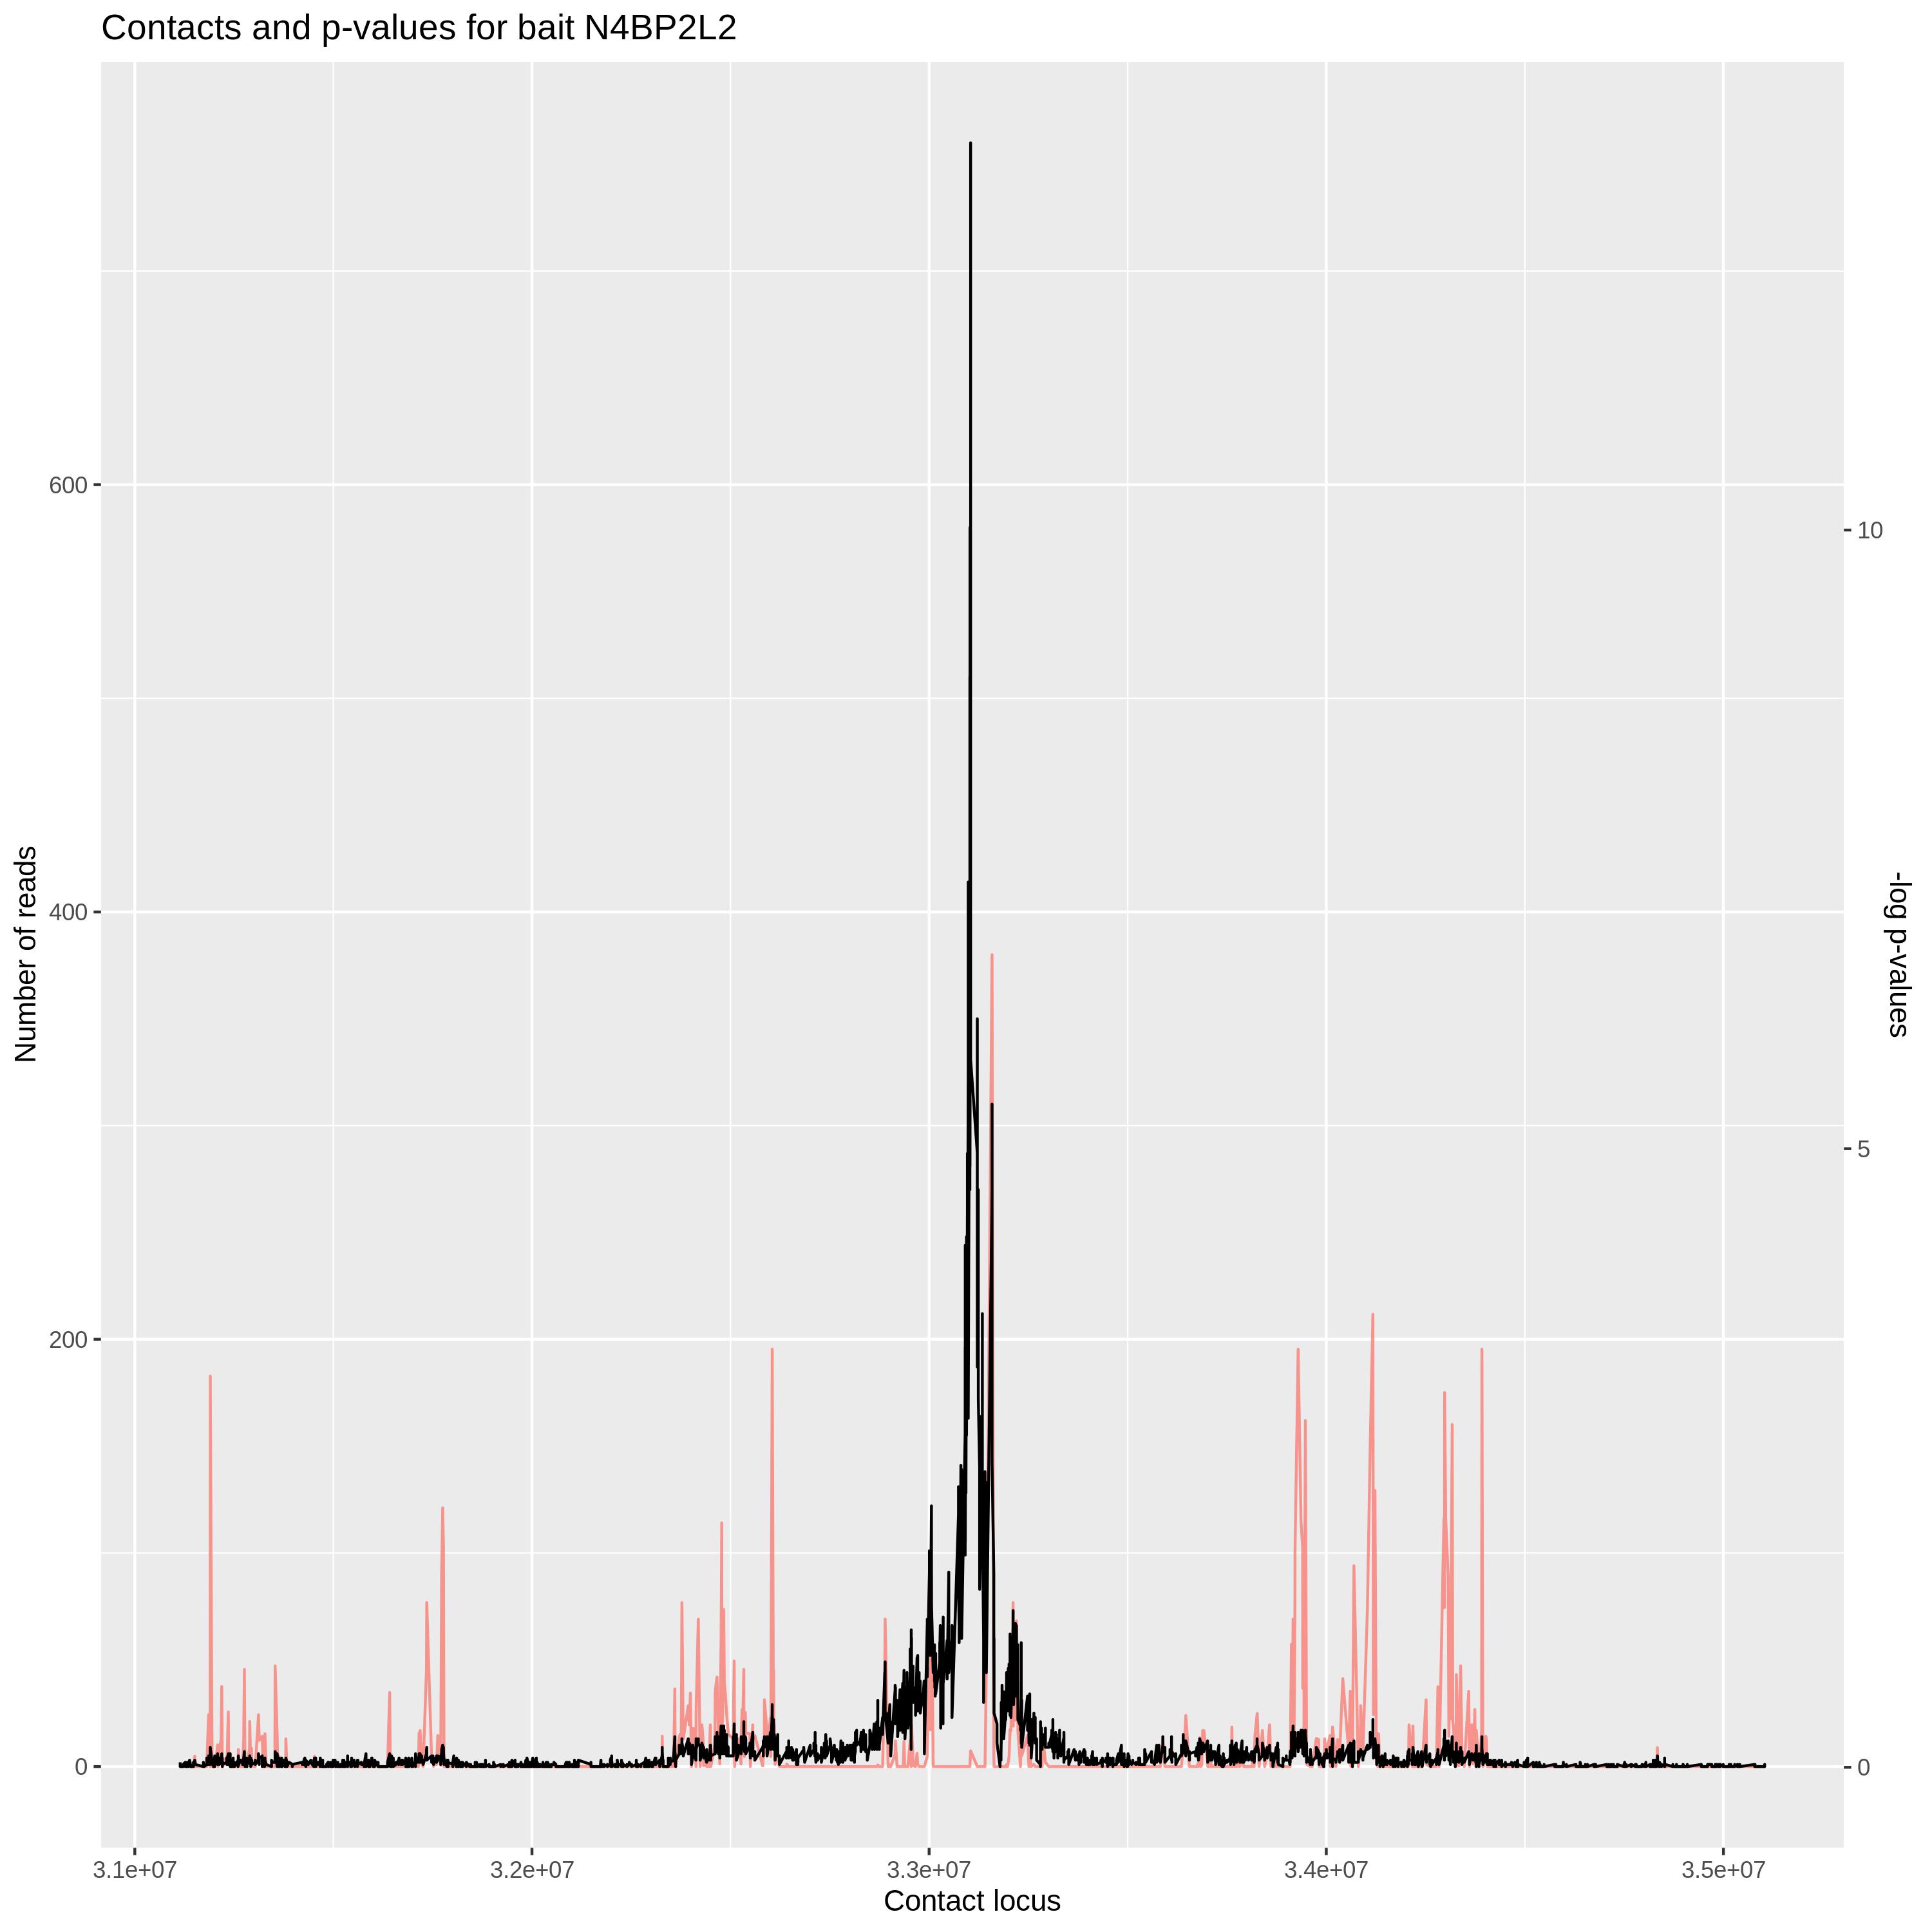 Contacts and p-values for bait N4BP2L2
Number of reads
600
400
200
0
10
5
0
-log p-values
3.1e+07
3.2e+07
3.3e+07
3.4e+07
3.5e+07
Contact locus